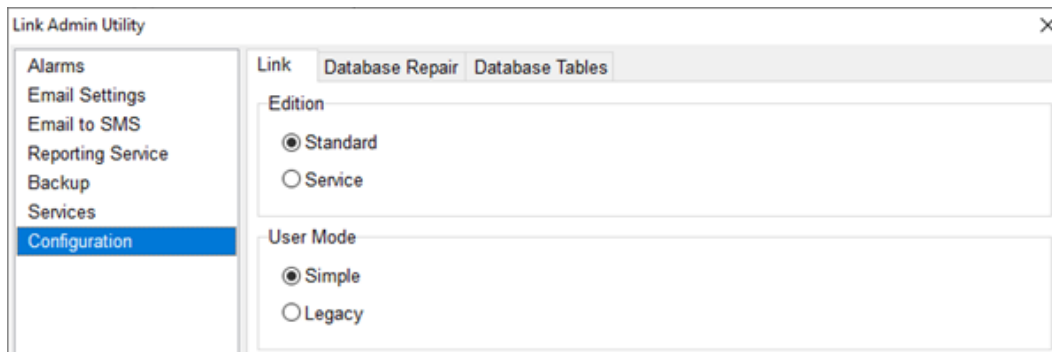 Link Admin Utility
Alarms
Email Settings
Email to SMS
Reporting Service
Backup
Services
Configuration
Link Database Repair Database Tables
Edition
Standard
Service
User Mode
Simple
Legacy